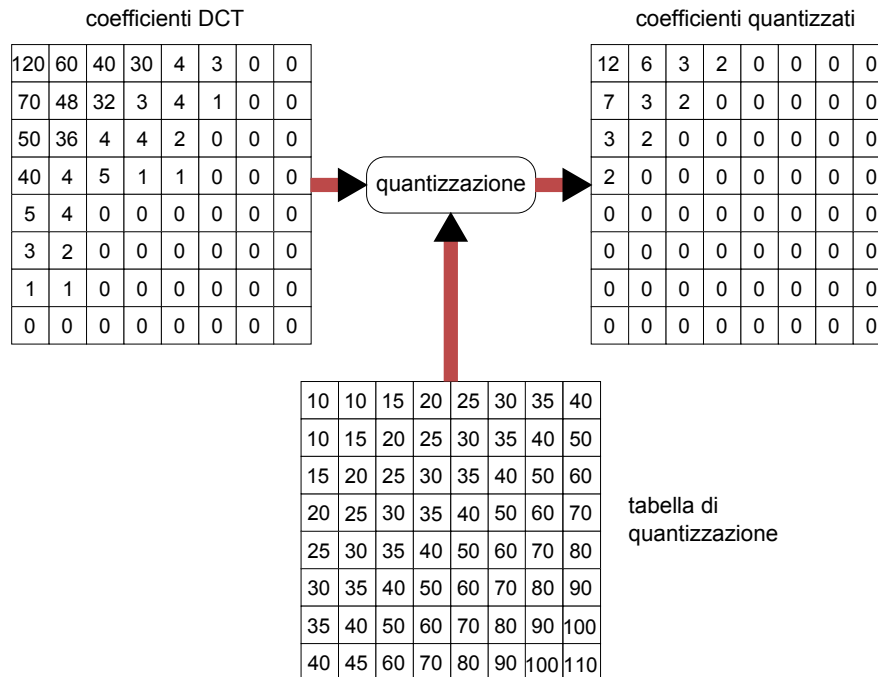 coefficienti DCT
coefficienti quantizzati
120 60 40 30 4 3 0 0
70 48 32 3 4 1 0 0
50 36 4 4 2 0 0 0
40 4 5 1 1 0 0 0
5 4 0 0 0 0 0 0
3 2 0 0 0 0 0 0
1 1 0 0 0 0 0 0
0 0 0 0 0 0 0 0
quantizzazione
12 6 3 2 0 0 0 0
7 3 2 0 0 0 0 0
3 2 0 0 0 0 0 0
2 0 0 0 0 0 0 0
0 0 0 0 0 0 0 0
0 0 0 0 0 0 0 0
0 0 0 0 0 0 0 0
0 0 0 0 0 0 0 0
10 10 15 20 25 30 35 40
10 15 20 25 30 35 40 50
15 20 25 30 35 40 50 60
20 25 30 35 40 50 60 70
25 30 35 40 50 60 70 80
30 35 40 50 60 70 80 90
35 40 50 60 70 80 90 100
40 45 60 70 80 90 100 110
tabella di
quantizzazione